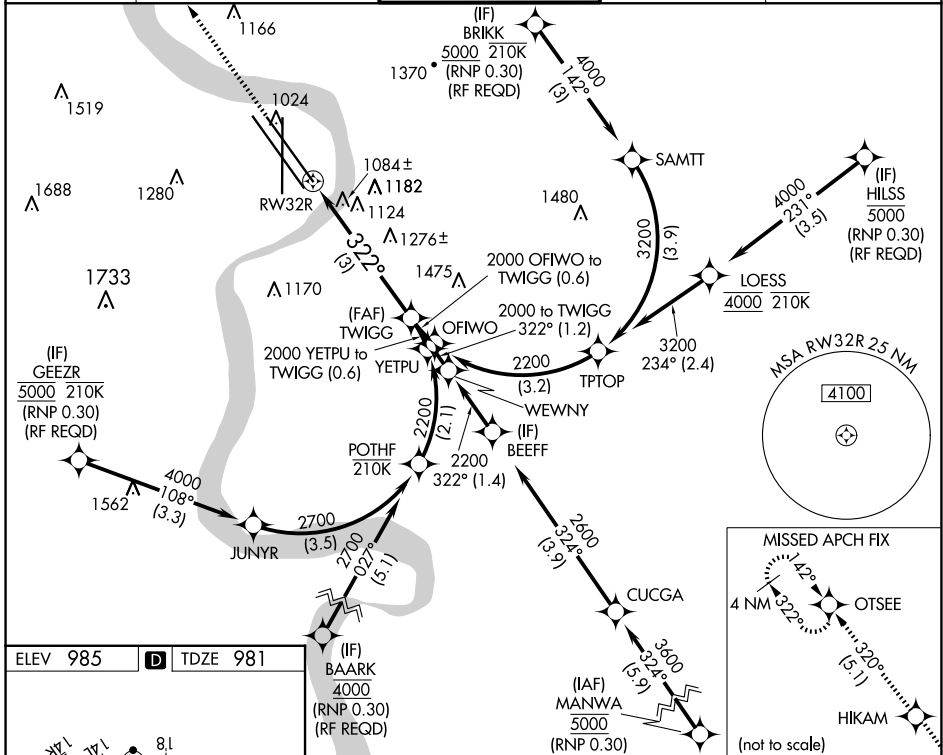 1166
(IF)
BRIKK
5000 210K
(RNP 0.30)
(RF REQD)
1370
4000
142°
(3)
1519
1024
SAMTT
1084±
1182
1124
1276±
1688
1280
RW32R
1480
3200
(3.9)
4000
231°
(3.5)
(IF)
HILSS
5000
(RNP 0.30)
(RF REQD)
322°
(3)
1733
1170
1475
2000 OFIWO to
TWIGG (0.6)
LOESS
4000 210K
(FAF)
TWIGG
OFIWO
2000 to TWIGG
322° (1.2)
2000 YETPU to
TWIGG (0.6)
YETPU
2200
(3.2)
TPTOP
3200
234° (2.4)
MSA RW32R 25 NM
4100
(IF)
GEEZR
5000 210K
(RNP 0.30)
(RF REQD)
WEWNY
2200
(2.1)
(IF)
BEEFF
2200
322° (1.4)
POTHF
210K
4000
108°
(3.3)
1562
2700
(3.5)
JUNYR
2700
027°
(5.1)
2600
324°
(3.9)
CUCGA
MISSED APCH FIX
142°
4 NM
322°
OTSEE
320°
(5.1)
HIKAM
(not to scale)
3600
324°
(5.9)
(IAF)
MANWA
5000
(RNP 0.30)
(IF)
BAARK
4000
(RNP 0.30)
(RF REQD)
ELEV 985 D TDZE 981
14R
14L
18